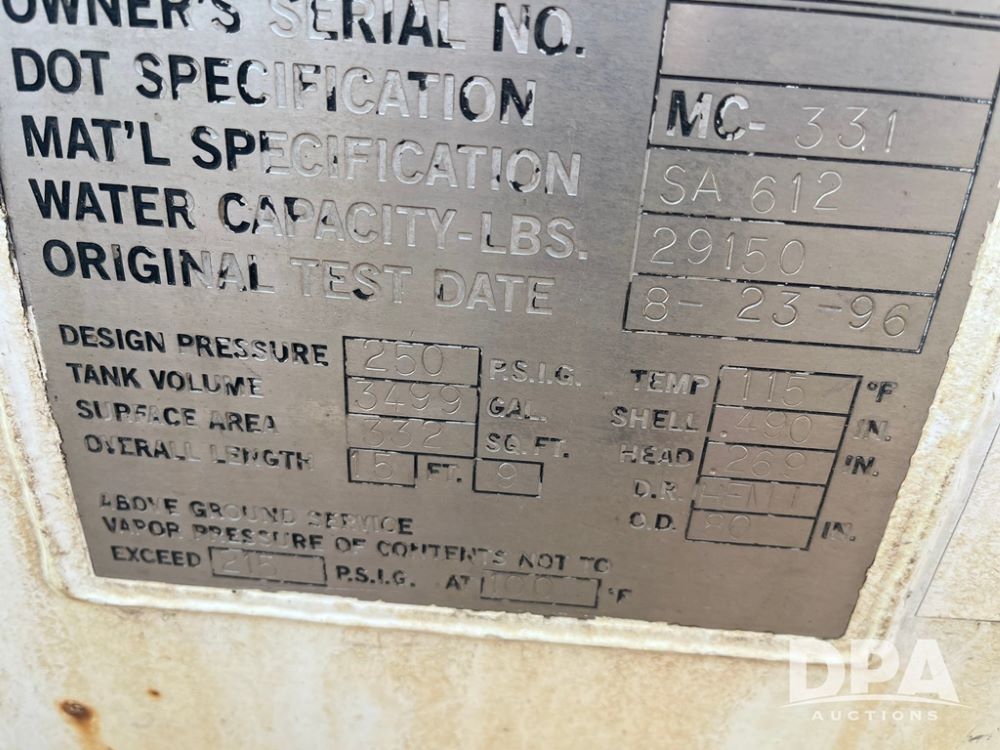 OWNER'S SERIAL NO.
DOT SPECIFICATION MC- 331
MAT'L SPECIFICATION SA 612
WATER CAPACITY-LBS. 29150
ORIGINAL TEST DATE 8- 23-96
DESIGN PRESSURE 250 P.S.I.G. TEMP 115 °F
TANK VOLUME 3499 GAL. SHELL .490 IN.
SURFACE AREA 332 SQ. FT. HEAD .269 IN.
OVERALL LENGTH 15 FT. 9 D.R. HEMI
O.D. 80 IN.
ABOVE GROUND SERVICE
VAPOR PRESSURE OF CONTENTS NOT TO
EXCEED 215 P.S.I.G. AT 100 °F
DPA
AUCTIONS